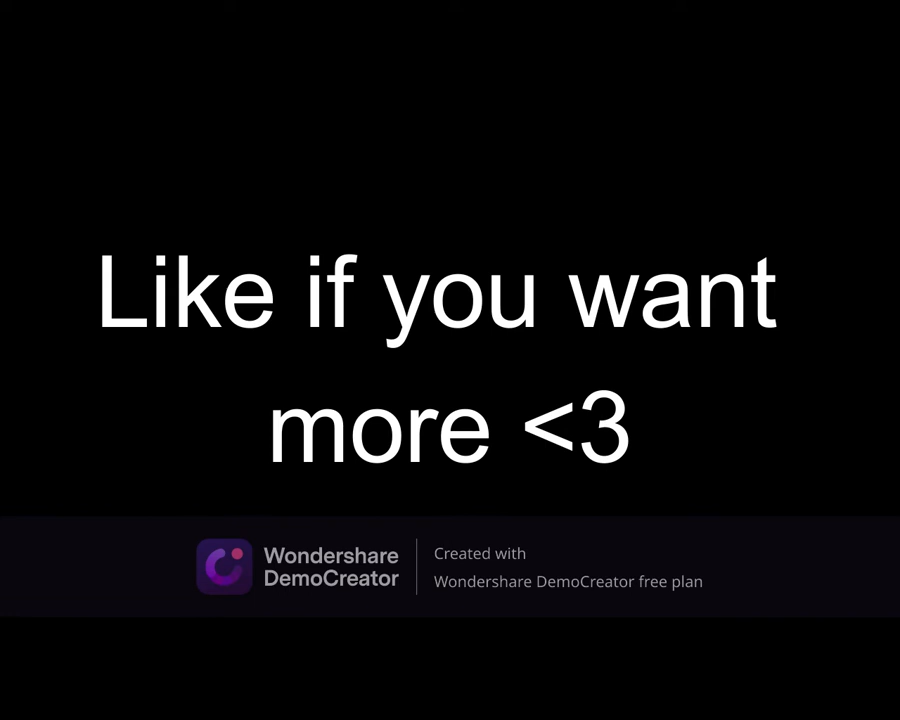 Like if you want
more <3
Wondershare
DemoCreator
Created with
Wondershare DemoCreator free plan